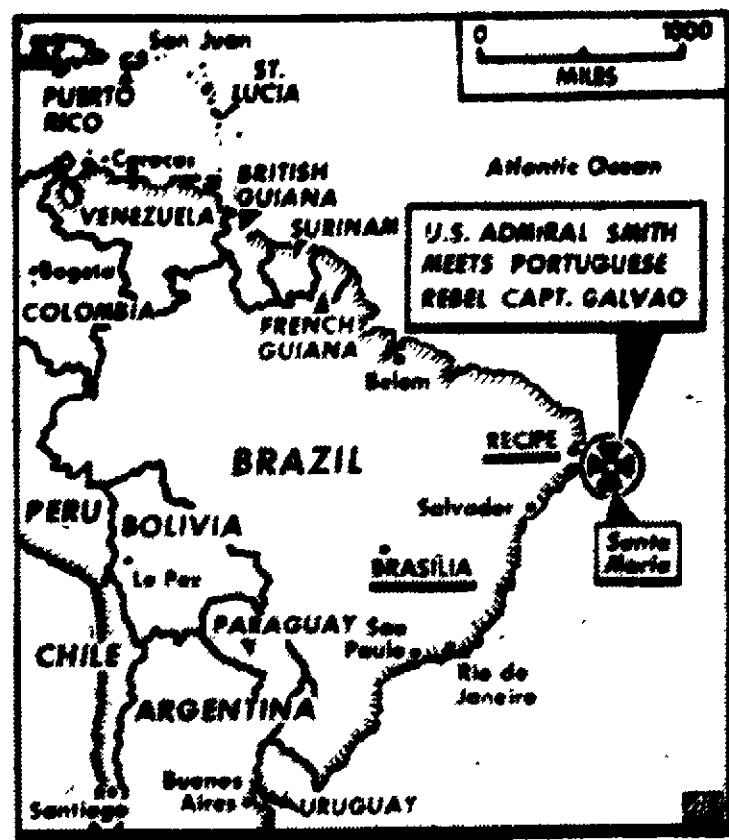 San Juan
0 1000
MILES
PUERTO
RICO
ST.
LUCIA
Caracas
BRITISH
GUIANA
Atlantic Ocean
VENEZUELA
SURINAM
U.S. ADMIRAL SMITH
MEETS PORTUGUESE
REBEL CAPT. GALVAO
Bogota
COLOMBIA
FRENCH
GUIANA
Belem
BRAZIL
RECIPE
PERU
BOLIVIA
Salvador
Santa
Maria
La Paz
BRASÍLIA
PARAGUAY
Sao
Paulo
CHILE
Rio de
Janeiro
ARGENTINA
Buenos
Aires
URUGUAY
Santiago